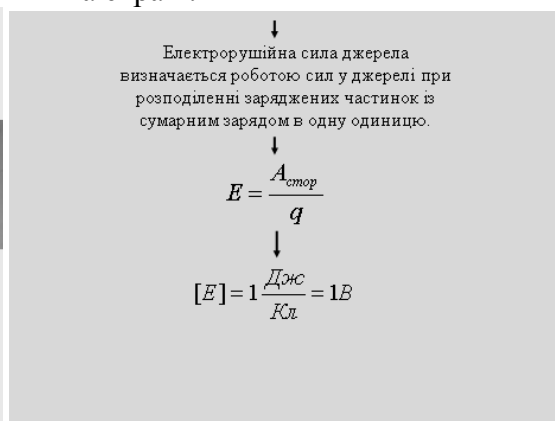 Електрорушійна сила джерела
визначається роботою сил у джерелі при
розподіленні заряджених частинок із
сумарним зарядом в одну одиницю.
E = A_стор / q
[E] = 1 Дж / Кл = 1В